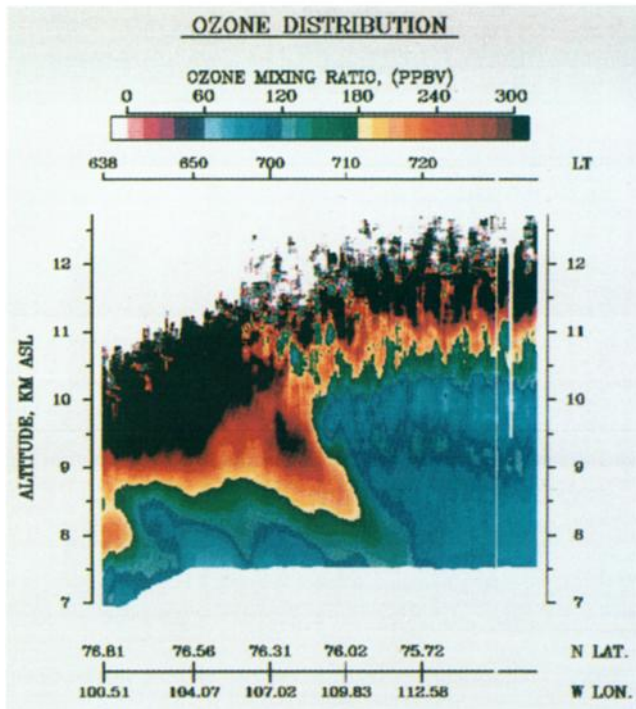 OZONE DISTRIBUTION
OZONE MIXING RATIO, (PPBV)
0 60 120 180 240 300
638 650 700 710 720 LT
ALTITUDE, KM ASL
12 12
11 11
10 10
9 9
8 8
7 7
76.81 76.56 76.31 76.02 75.72 N LAT.
100.51 104.07 107.02 109.83 112.58 W LON.